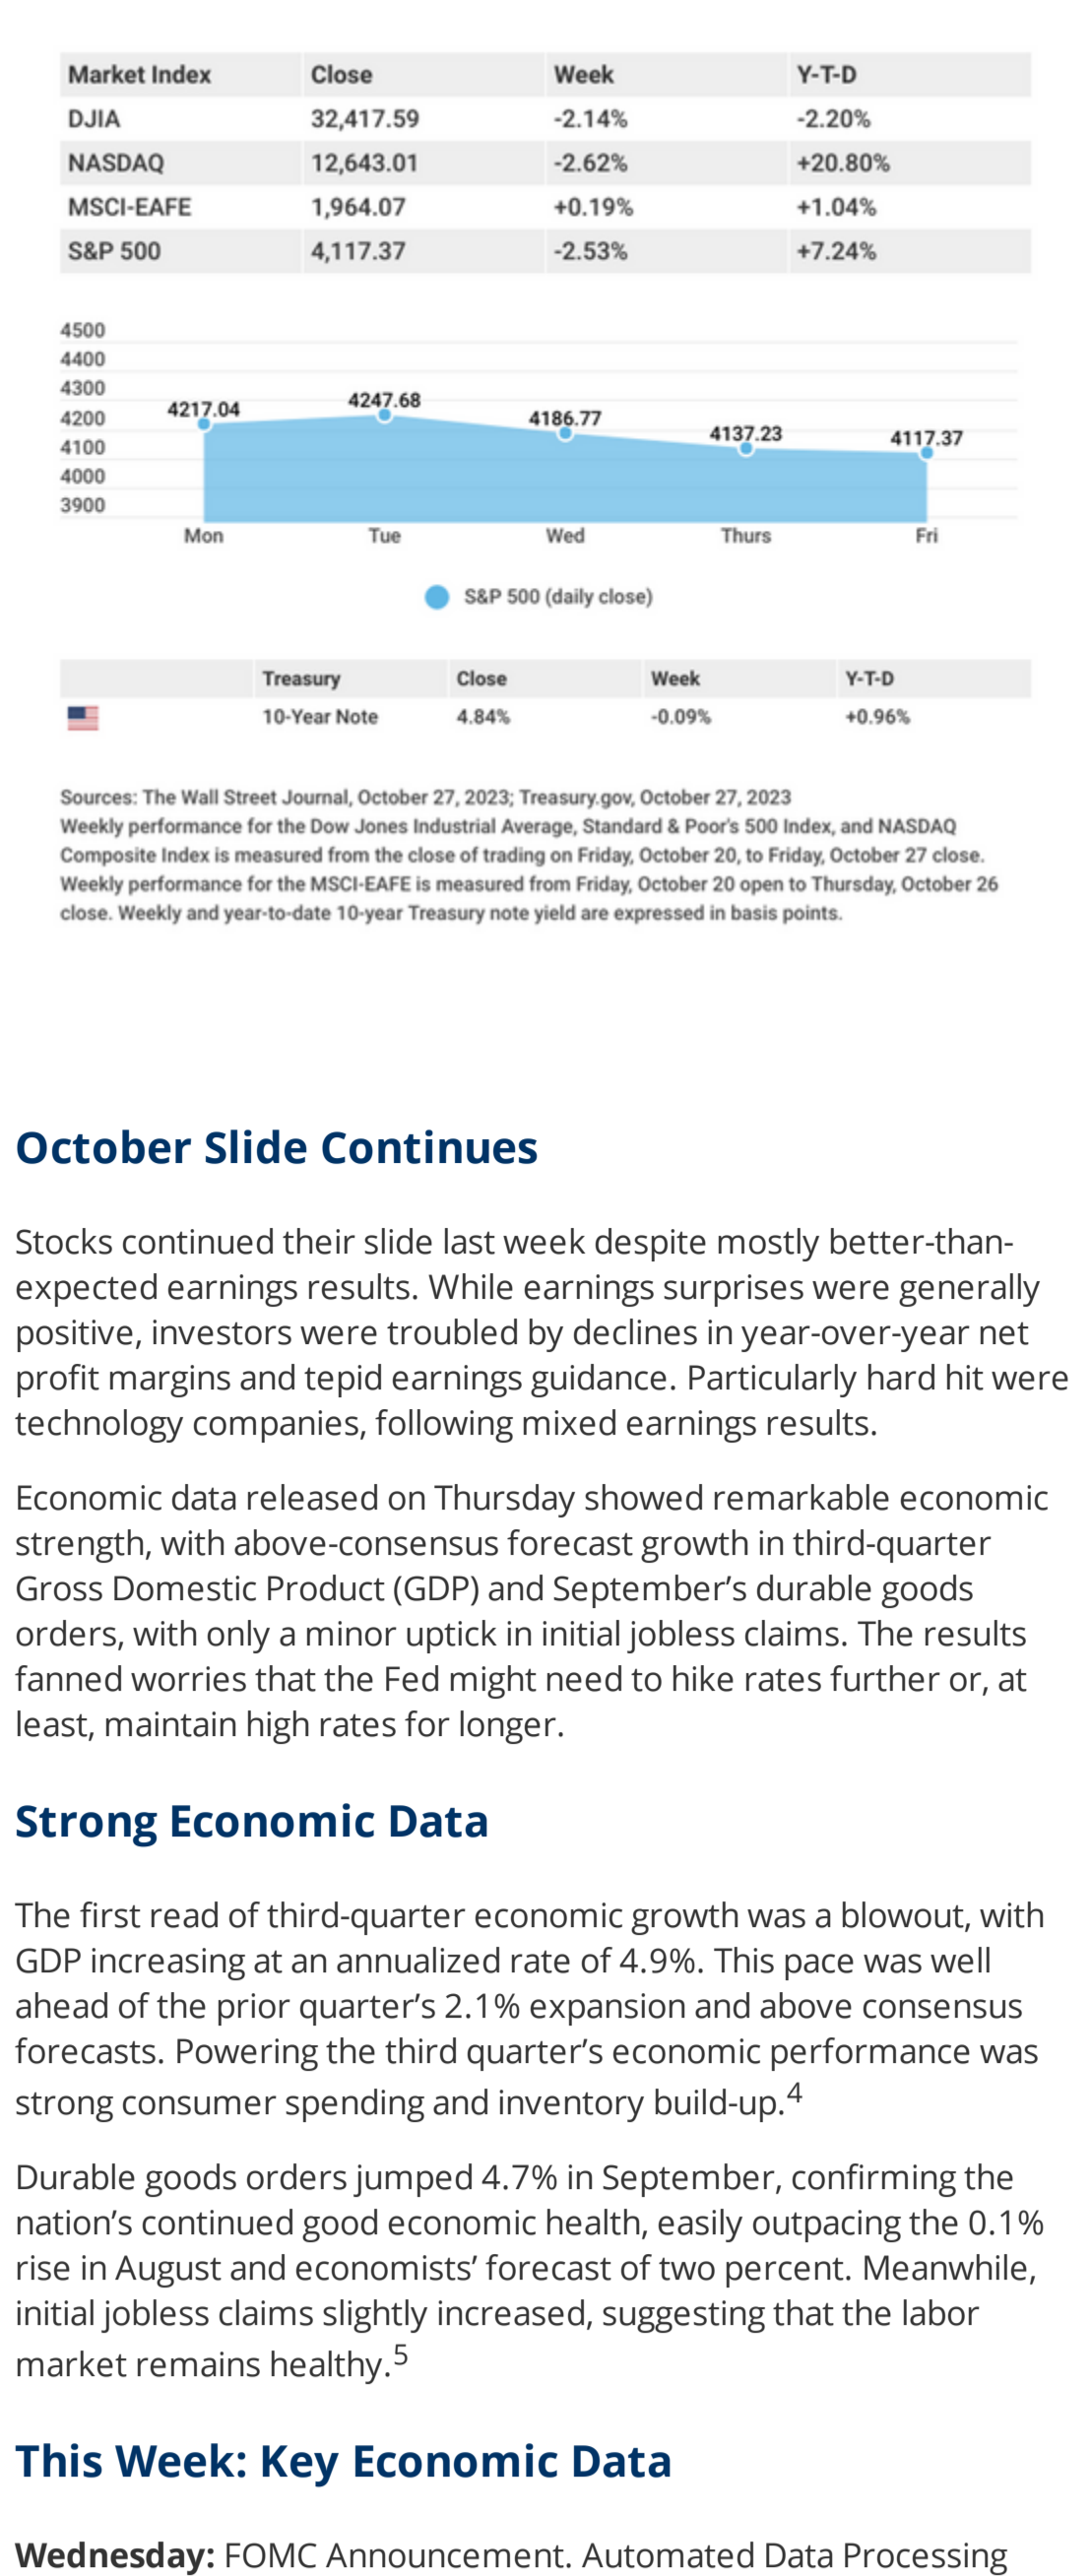 Market Index Close Week Y-T-D
DJIA 32,417.59 -2.14% -2.20%
NASDAQ 12,643.01 -2.62% +20.80%
MSCI-EAFE 1,964.07 +0.19% +1.04%
S&P 500 4,117.37 -2.53% +7.24%
4500
4400
4300
4200
4100
4000
3900
4217.04 4247.68 4186.77 4137.23 4117.37
Mon Tue Wed Thurs Fri
S&P 500 (daily close)
Treasury Close Week Y-T-D
10-Year Note 4.84% -0.09% +0.96%
Sources: The Wall Street Journal, October 27, 2023; Treasury.gov, October 27, 2023
Weekly performance for the Dow Jones Industrial Average, Standard & Poor's 500 Index, and NASDAQ
Composite Index is measured from the close of trading on Friday, October 20, to Friday, October 27 close.
Weekly performance for the MSCI-EAFE is measured from Friday, October 20 open to Thursday, October 26
close. Weekly and year-to-date 10-year Treasury note yield are expressed in basis points.
October Slide Continues
Stocks continued their slide last week despite mostly better-than-
expected earnings results. While earnings surprises were generally
positive, investors were troubled by declines in year-over-year net
profit margins and tepid earnings guidance. Particularly hard hit were
technology companies, following mixed earnings results.
Economic data released on Thursday showed remarkable economic
strength, with above-consensus forecast growth in third-quarter
Gross Domestic Product (GDP) and September’s durable goods
orders, with only a minor uptick in initial jobless claims. The results
fanned worries that the Fed might need to hike rates further or, at
least, maintain high rates for longer.
Strong Economic Data
The first read of third-quarter economic growth was a blowout, with
GDP increasing at an annualized rate of 4.9%. This pace was well
ahead of the prior quarter’s 2.1% expansion and above consensus
forecasts. Powering the third quarter’s economic performance was
strong consumer spending and inventory build-up.4
Durable goods orders jumped 4.7% in September, confirming the
nation’s continued good economic health, easily outpacing the 0.1%
rise in August and economists’ forecast of two percent. Meanwhile,
initial jobless claims slightly increased, suggesting that the labor
market remains healthy.5
This Week: Key Economic Data
Wednesday: FOMC Announcement. Automated Data Processing